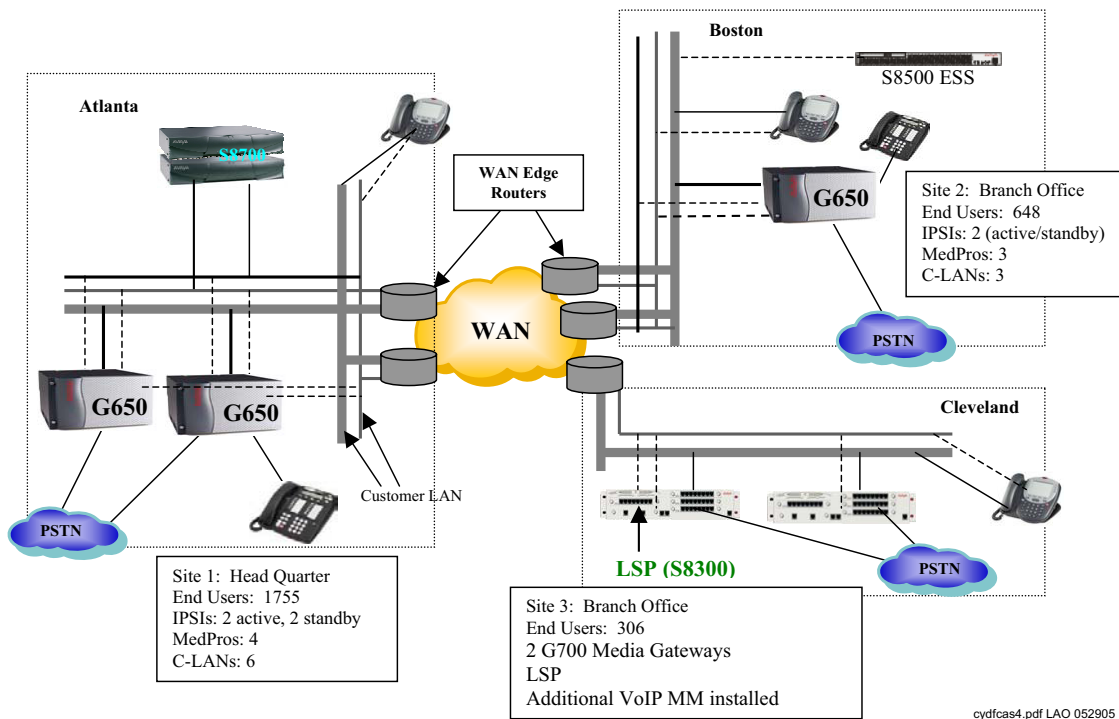 Atlanta
S8700
WAN Edge
Routers
Boston
S8500 ESS
G650
Site 2:  Branch Office
End Users:  648
IPSIs: 2 (active/standby)
MedPros: 3
C-LANs: 3
PSTN
WAN
G650
G650
Customer LAN
PSTN
Site 1:  Head Quarter
End Users:  1755
IPSIs: 2 active, 2 standby
MedPros: 4
C-LANs: 6
Cleveland
LSP (S8300)
PSTN
Site 3:  Branch Office
End Users:  306
2 G700 Media Gateways
LSP
Additional VoIP MM installed
cydfcas4.pdf LAO 052905